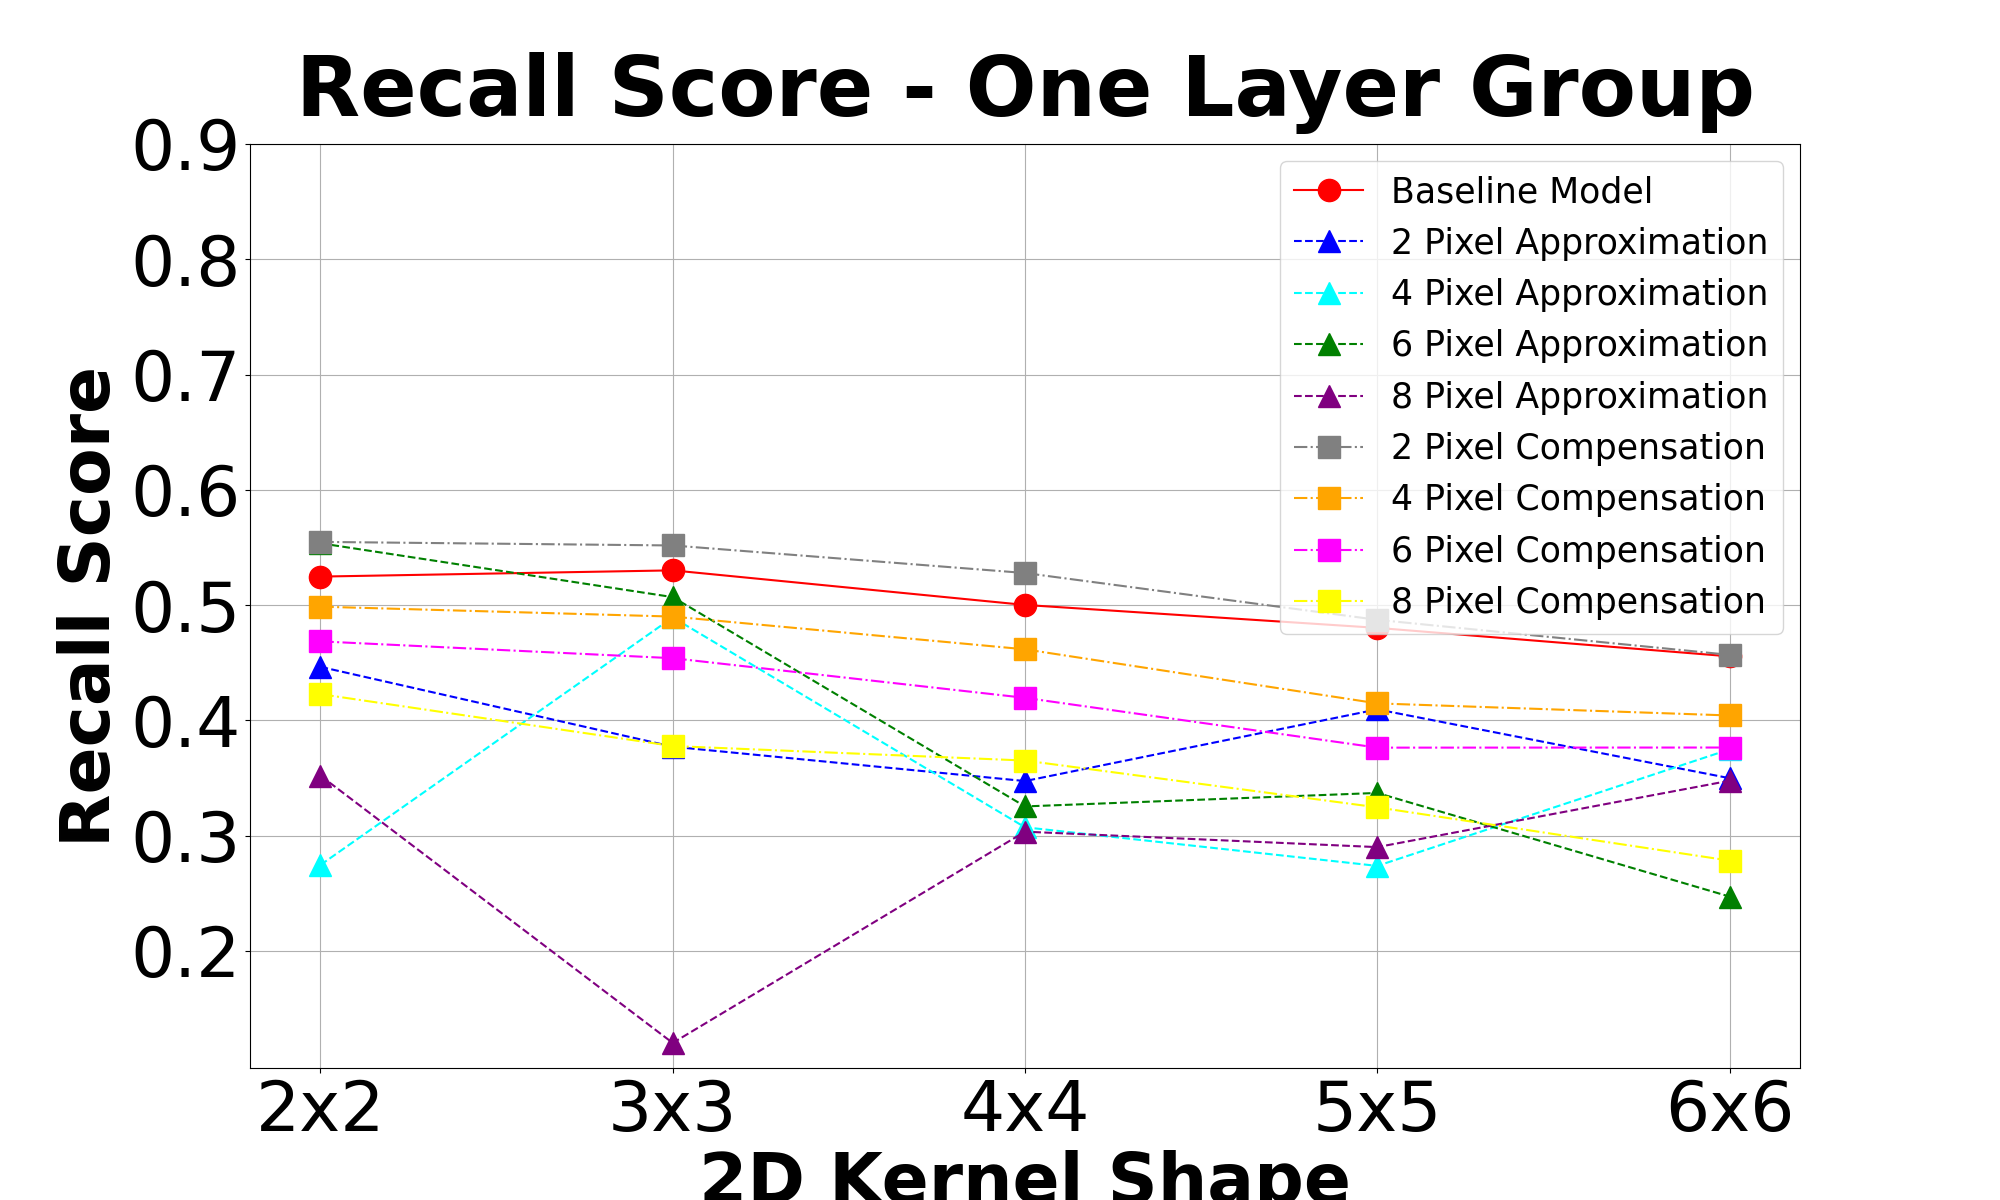 Recall Score - One Layer Group
Recall Score
0.9
0.8
0.7
0.6
0.5
0.4
0.3
0.2
Baseline Model
2 Pixel Approximation
4 Pixel Approximation
6 Pixel Approximation
8 Pixel Approximation
2 Pixel Compensation
4 Pixel Compensation
6 Pixel Compensation
8 Pixel Compensation
2x2 3x3 4x4 5x5 6x6
2D Kernel Shape